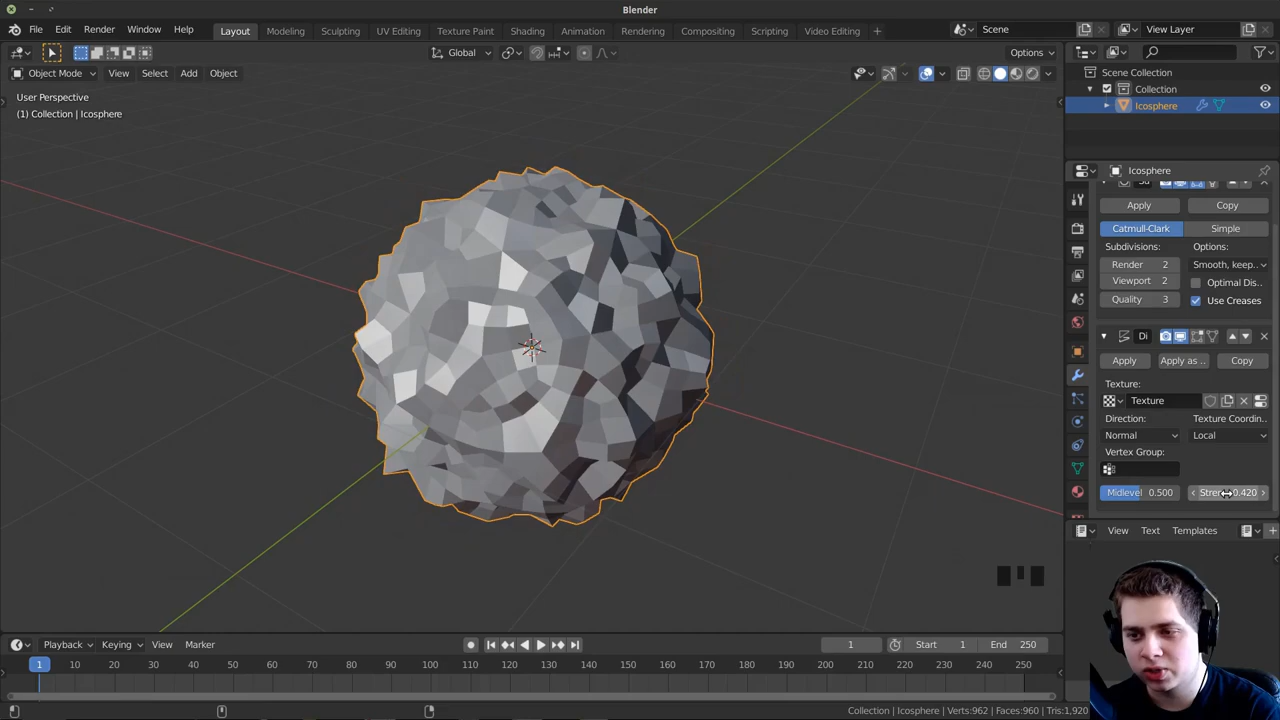 Blender
File Edit Render Window Help Layout Modeling Sculpting UV Editing Texture Paint Shading Animation Rendering Compositing Scripting Video Editing + Scene View Layer
Global Options
Object Mode View Select Add Object
Scene Collection
Collection
Icosphere
User Perspective
(1) Collection | Icosphere
Icosphere
Apply Copy
Catmull-Clark Simple
Subdivisions: Options:
Render 2 Smooth, keep..
Viewport 2 Optimal Dis..
Quality 3 Use Creases
Di
Apply Apply as .. Copy
Texture:
Texture
Direction: Texture Coordin..
Normal Local
Vertex Group:
Midlevel 0.500 0.420
View Text Templates
Playback Keying View Marker 1 Start 1 End 250
1 10 20 30 40 50 60 70 80 90 100 110 120 130 140 150 160 170 180 190 200 210 220 230 240 250
Collection | Icosphere | Verts:962 | Faces:960 | Tris:1,920